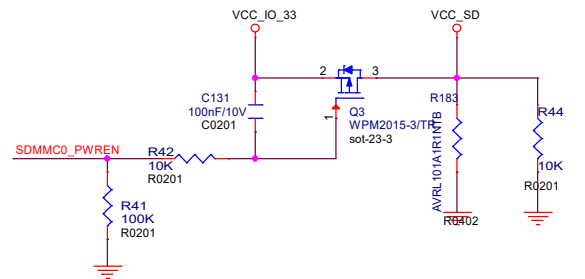 VCC_IO_33
VCC_SD
2
3
C131
100nF/10V
C0201
1
Q3
WPM2015-3/TR
sot-23-3
R183
AVRL101A1R1NTB
R0402
R44
10K
R0201
SDMMC0_PWREN
R42
10K
R0201
R41
100K
R0201